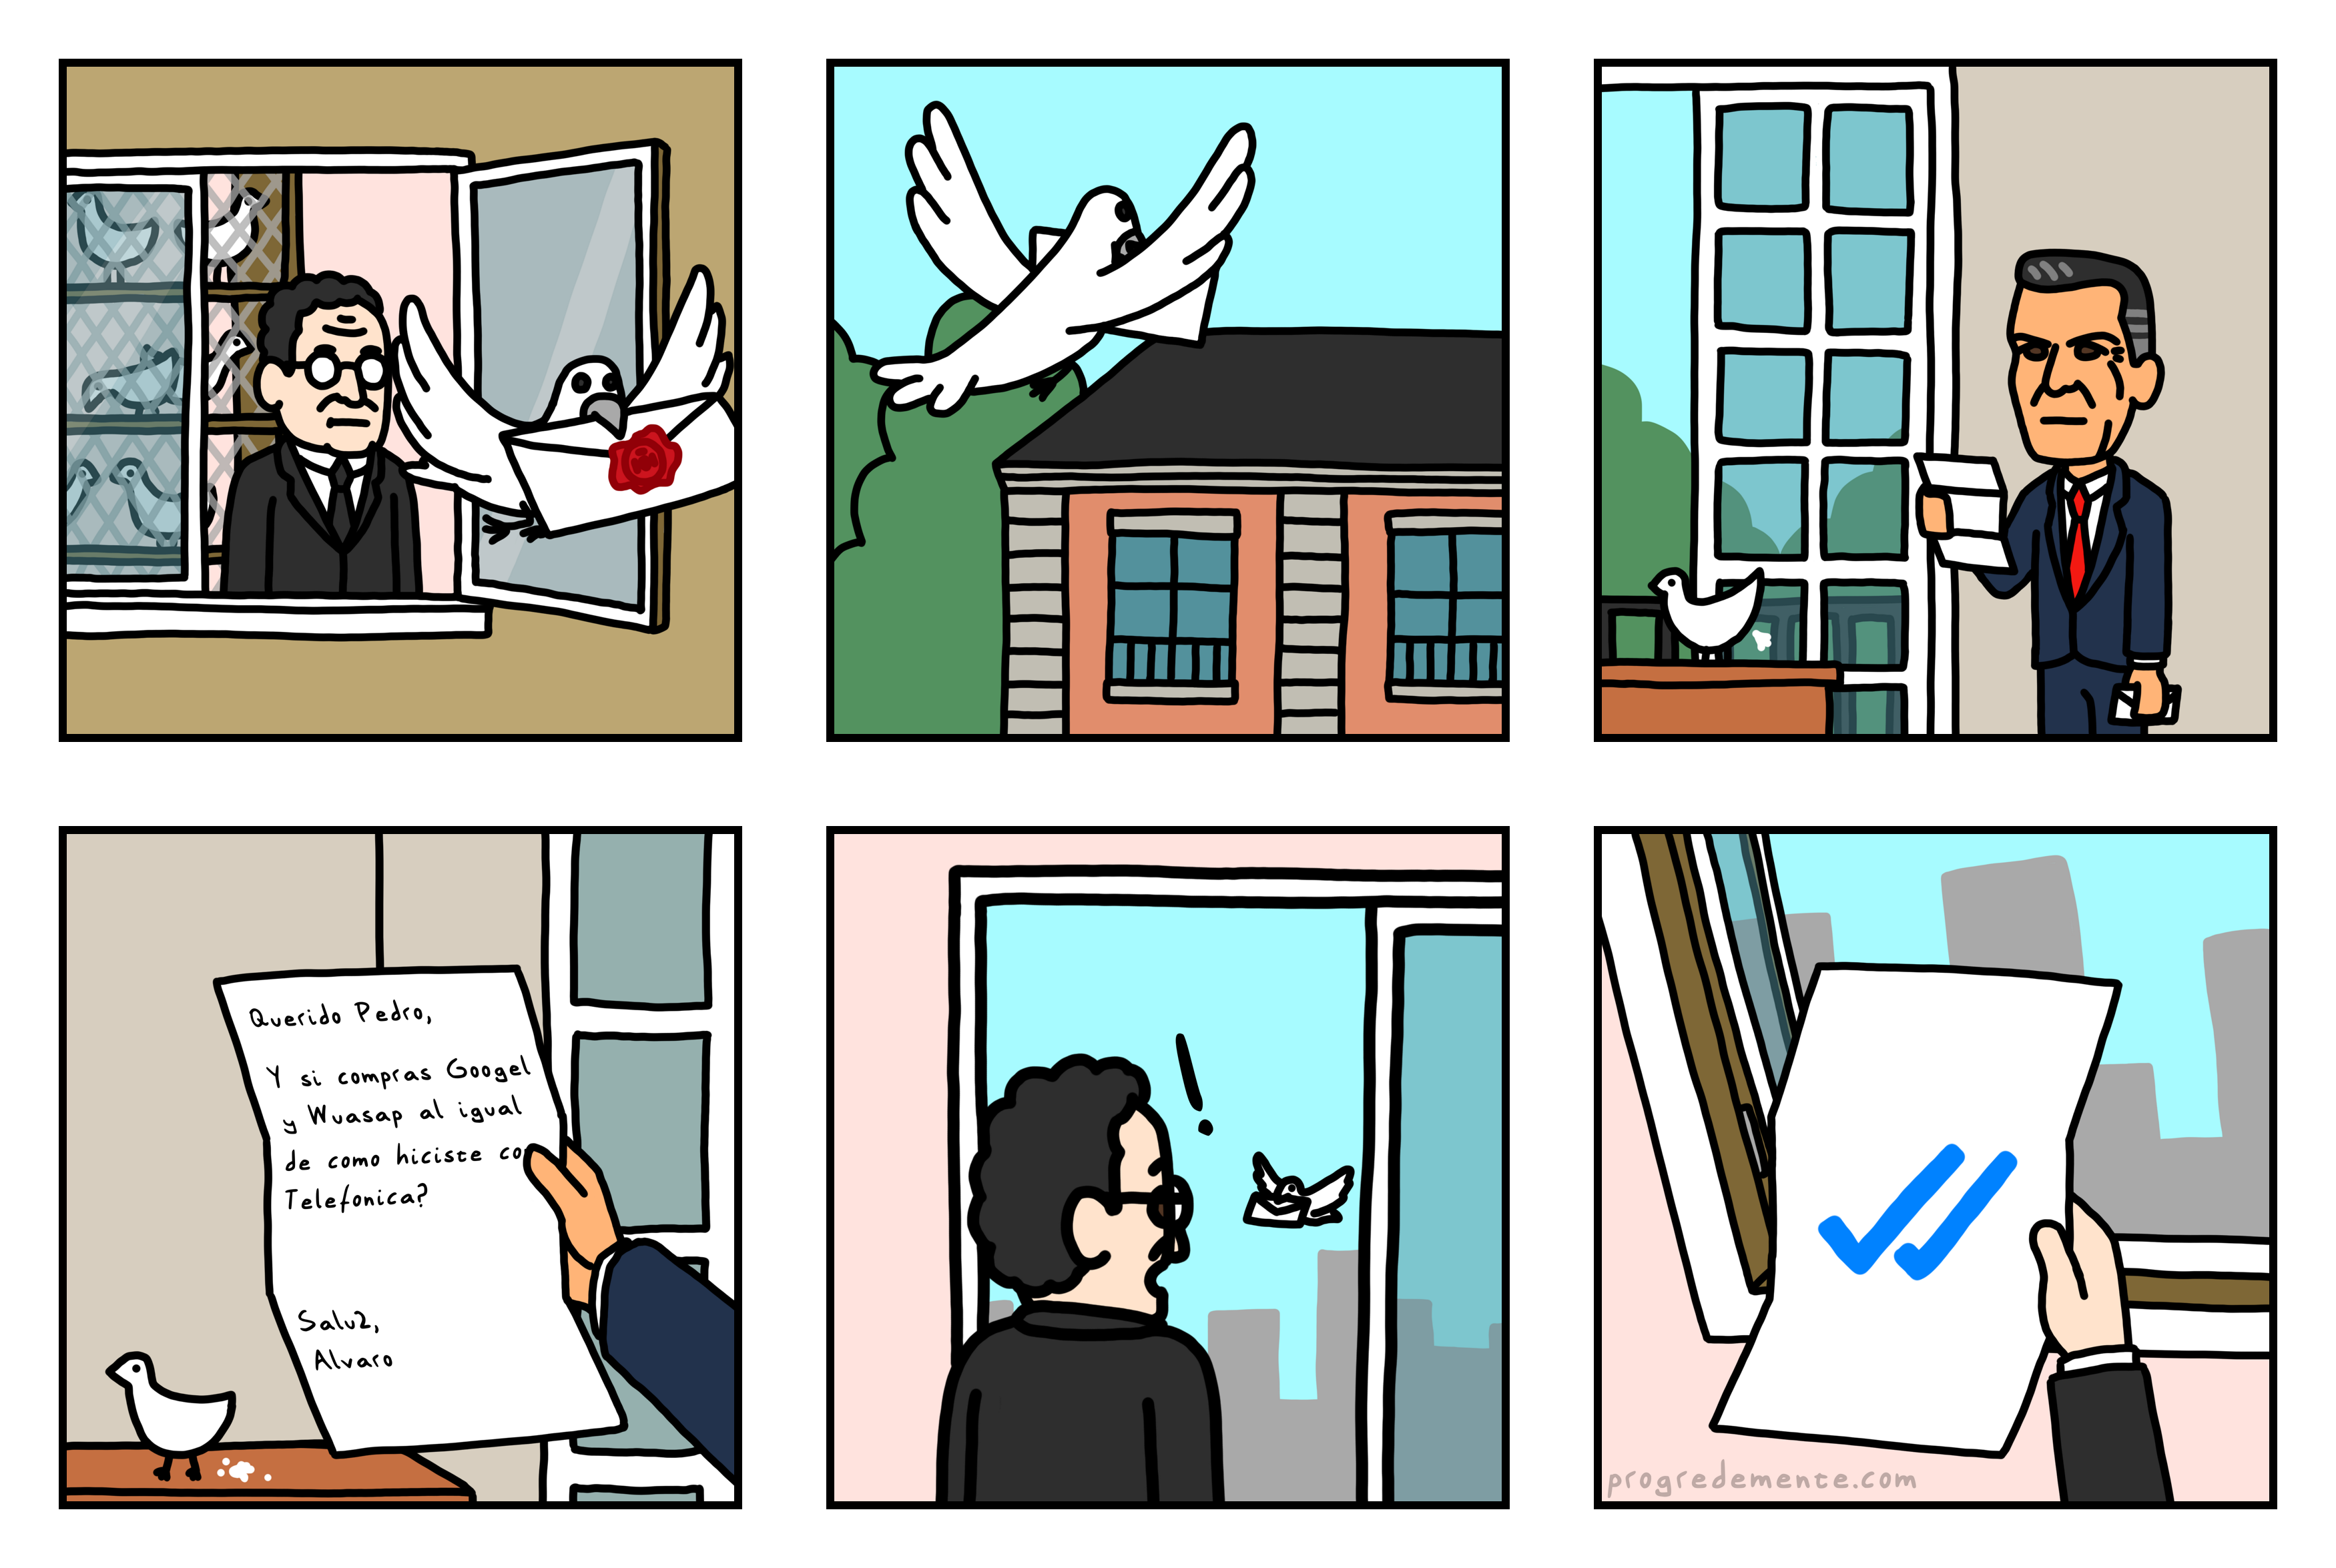 Querido Pedro,
Y si compras Googel
y Wuasap al igual
de como hiciste co
Telefonica?
Salu2,
Alvaro
!
progredemente.com